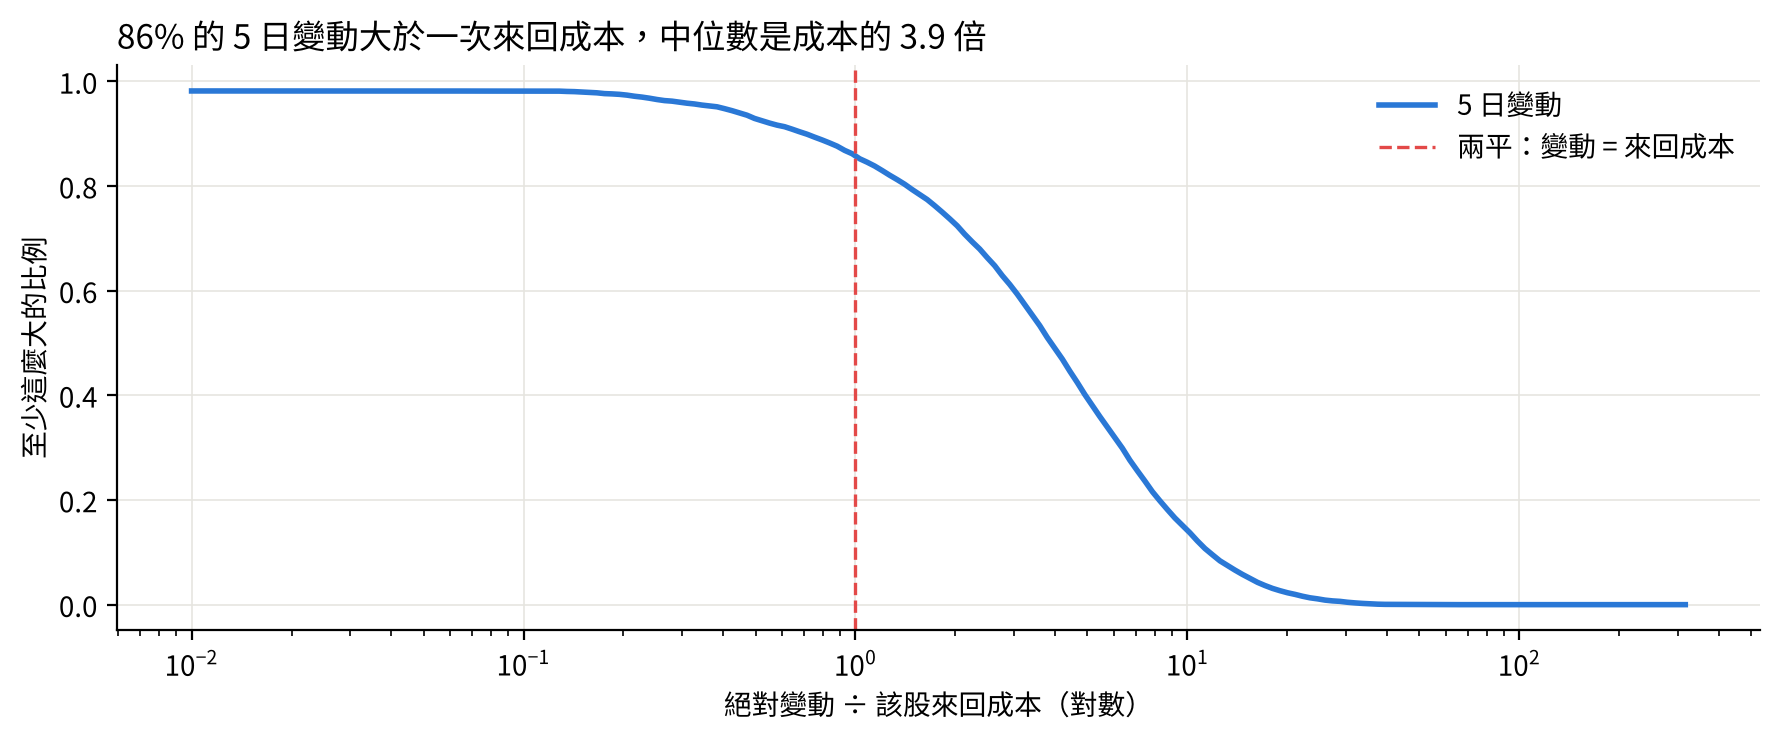 86% 的 5 日變動大於一次來回成本，中位數是成本的 3.9 倍
1.0
0.8
0.6
0.4
0.2
0.0
至少這麼大的比例
5 日變動
兩平：變動 = 來回成本
10⁻²
10⁻¹
10⁰
10¹
10²
絕對變動 ÷ 該股來回成本（對數）